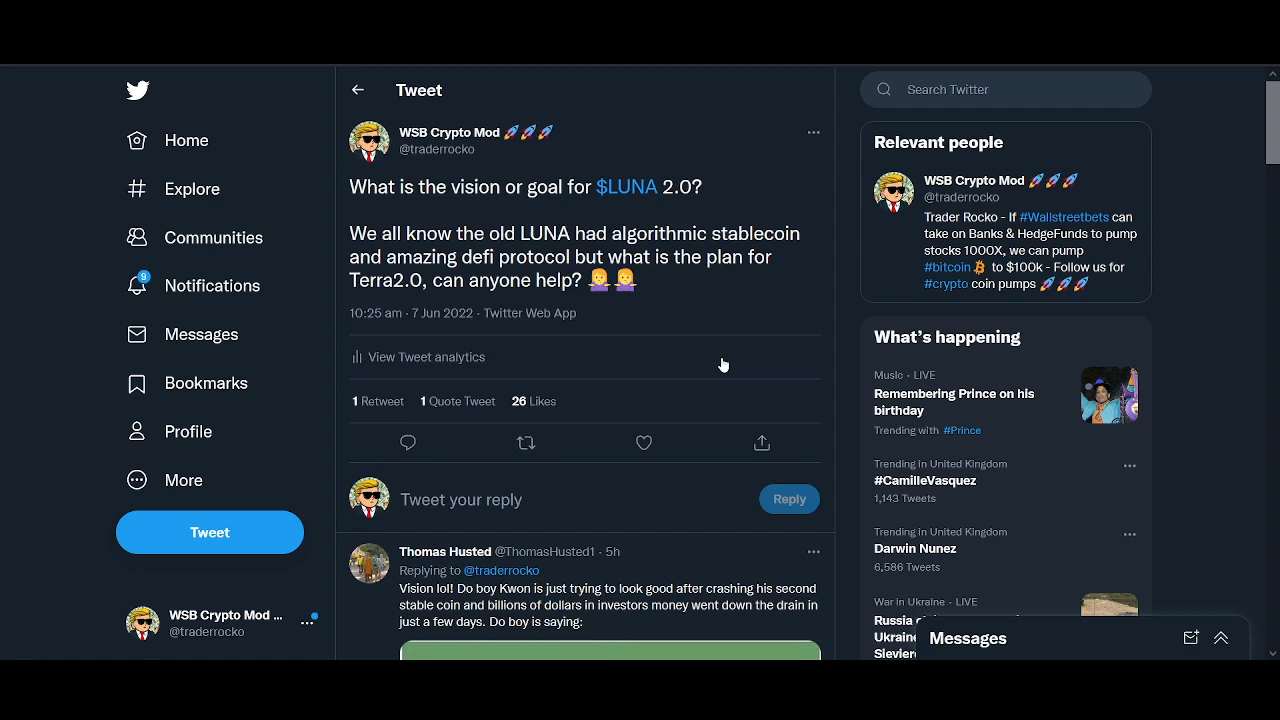 Home
Explore
Communities
9
Notifications
Messages
Bookmarks
Profile
More
Tweet
WSB Crypto Mod ...
@traderrocko
Tweet
WSB Crypto Mod 🚀🚀🚀
@traderrocko
What is the vision or goal for $LUNA 2.0?
We all know the old LUNA had algorithmic stablecoin
and amazing defi protocol but what is the plan for
Terra2.0, can anyone help? 🤷‍♀️🤷‍♀️
10:25 am · 7 Jun 2022 · Twitter Web App
View Tweet analytics
1 Retweet 1 Quote Tweet 26 Likes
Tweet your reply
Reply
Thomas Husted @ThomasHusted1 · 5h
Replying to @traderrocko
Vision lol! Do boy Kwon is just trying to look good after crashing his second
stable coin and billions of dollars in investors money went down the drain in
just a few days. Do boy is saying:
Search Twitter
Relevant people
WSB Crypto Mod 🚀🚀🚀
@traderrocko
Trader Rocko - If #Wallstreetbets can
take on Banks & HedgeFunds to pump
stocks 1000X, we can pump
#bitcoin to $100k - Follow us for
#crypto coin pumps 🚀🚀🚀
What's happening
Music · LIVE
Remembering Prince on his
birthday
Trending with #Prince
Trending in United Kingdom
#CamilleVasquez
1,143 Tweets
Trending in United Kingdom
Darwin Nunez
6,586 Tweets
War in Ukraine · LIVE
Ukraine
Messages